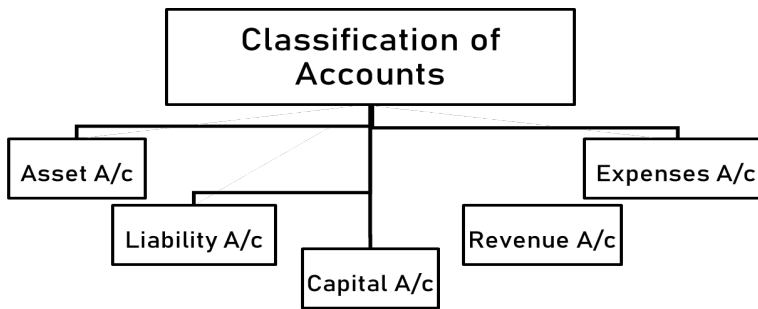 Classification of
Accounts
Asset A/c
Expenses A/c
Liability A/c
Revenue A/c
Capital A/c